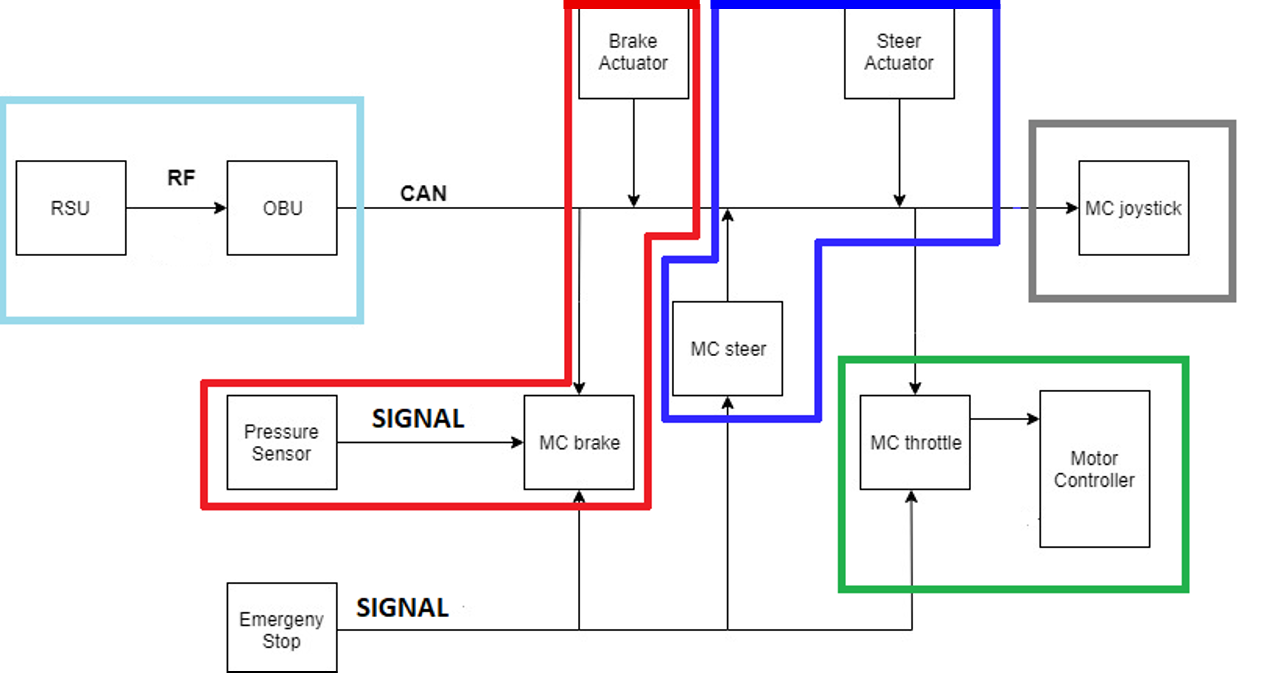 Brake
Actuator
Steer
Actuator
RSU
RF
OBU
CAN
MC joystick
MC steer
Pressure
Sensor
SIGNAL
MC brake
MC throttle
Motor
Controller
Emergeny
Stop
SIGNAL